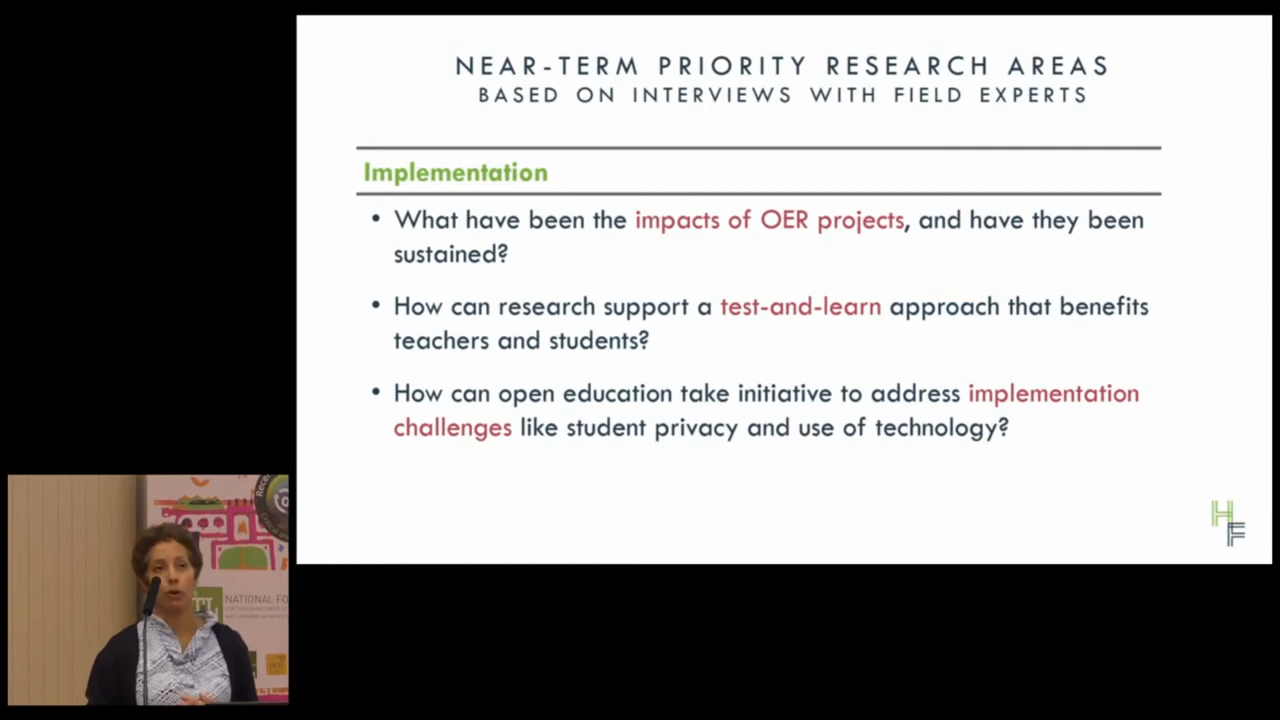 NEAR-TERM PRIORITY RESEARCH AREAS
BASED ON INTERVIEWS WITH FIELD EXPERTS
Implementation
• What have been the impacts of OER projects, and have they been
sustained?
• How can research support a test-and-learn approach that benefits
teachers and students?
• How can open education take initiative to address implementation
challenges like student privacy and use of technology?
HF
NATIONAL FO